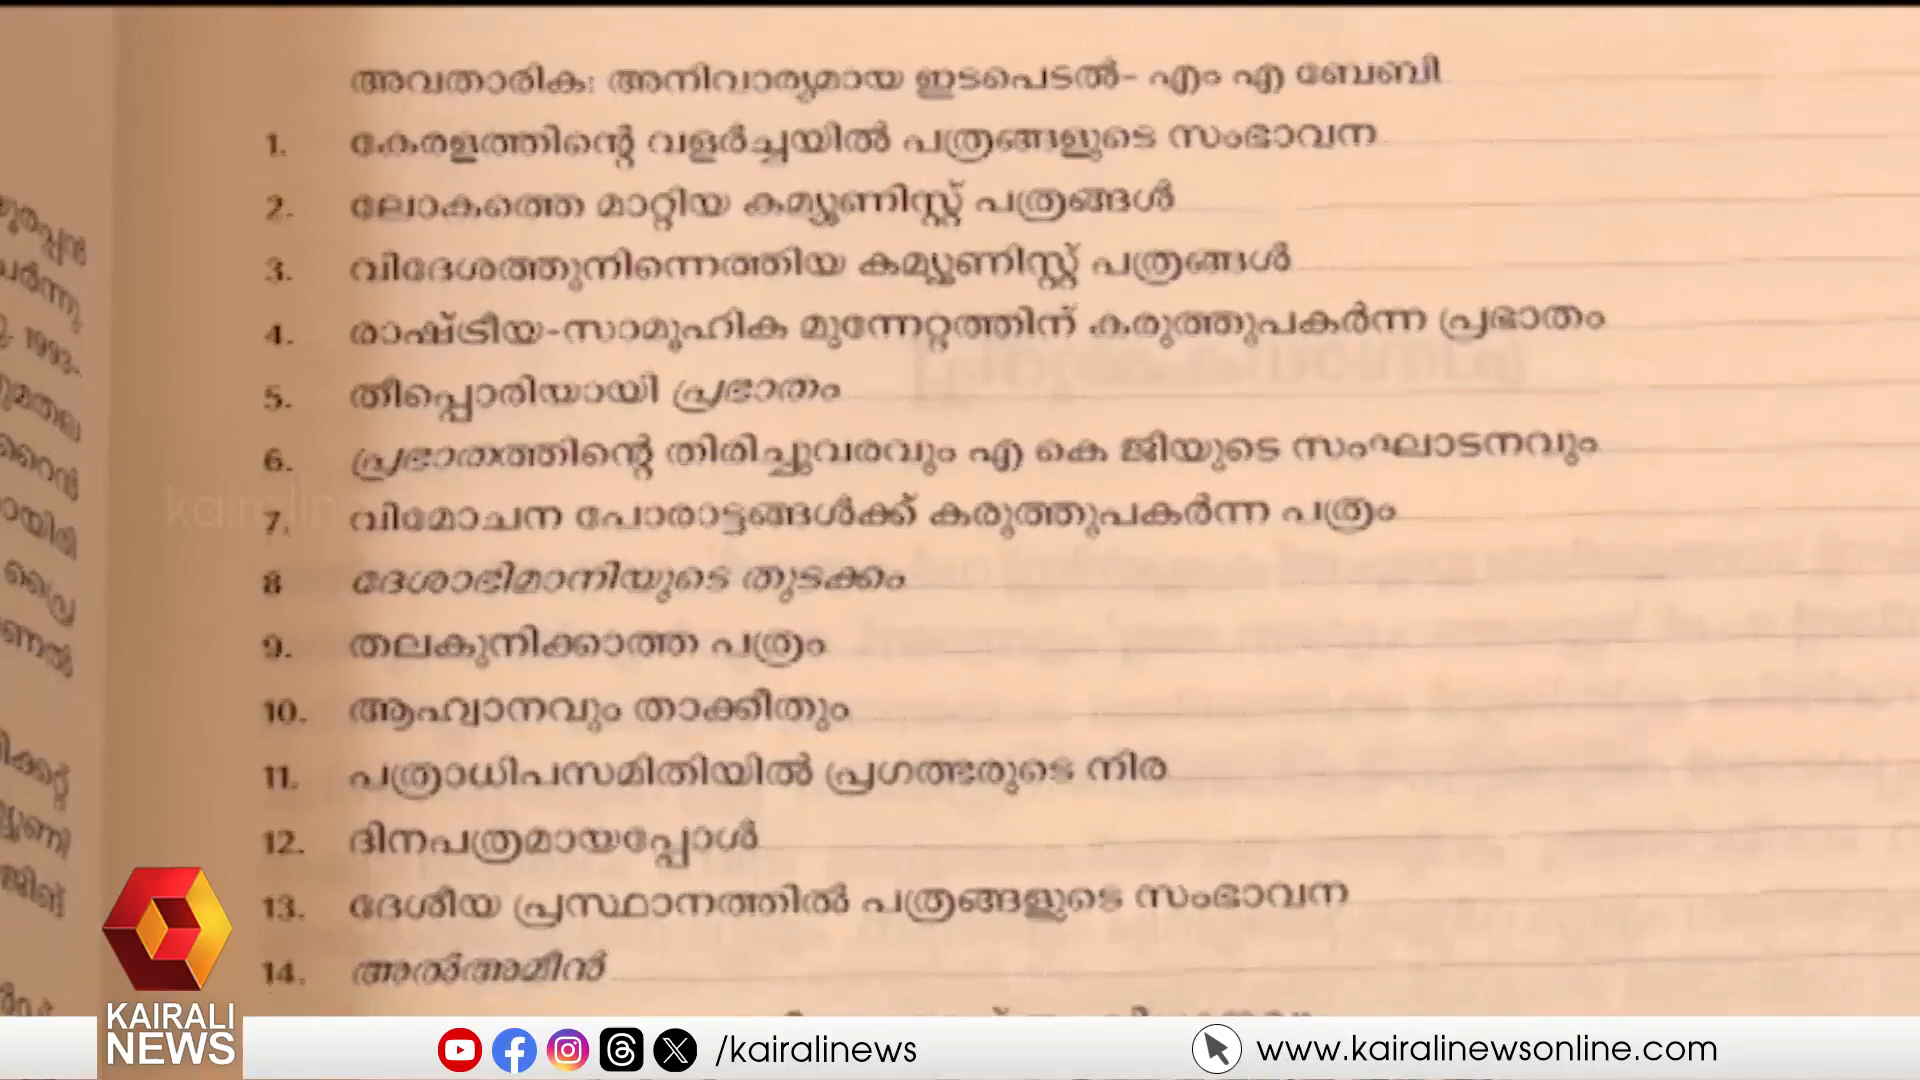 അവതാരിക: അനിവാര്യമായ ഇടപെടൽ- എം എ ബേബി
1. കേരളത്തിന്റെ വളർച്ചയിൽ പത്രങ്ങളുടെ സംഭാവന
2. ലോകത്തെ മാറ്റിയ കമ്യൂണിസ്റ്റ് പത്രങ്ങൾ
3. വിദേശത്തുനിന്നെത്തിയ കമ്യൂണിസ്റ്റ് പത്രങ്ങൾ
4. രാഷ്ട്രീയ-സാമൂഹിക മുന്നേറ്റത്തിന് കരുത്തുപകർന്ന പ്രഭാതം
5. തീപ്പൊരിയായി പ്രഭാതം
6. പ്രഭാതത്തിന്റെ തിരിച്ചുവരവും എ കെ ജിയുടെ സംഘാടനവും
7. വിമോചന പോരാട്ടങ്ങൾക്ക് കരുത്തുപകർന്ന പത്രം
8 ദേശാഭിമാനിയുടെ തുടക്കം
9. തലകുനിക്കാത്ത പത്രം
10. ആഹ്വാനവും താക്കീതും
11. പത്രാധിപസമിതിയിൽ പ്രഗത്ഭരുടെ നിര
12. ദിനപത്രമായപ്പോൾ
13. ദേശീയ പ്രസ്ഥാനത്തിൽ പത്രങ്ങളുടെ സംഭാവന
14. അൽഅമീൻ
1993-
KAIRALI
NEWS
/kairalinews
www.kairalinewsonline.com